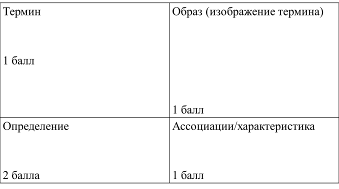 Термин
1 балл
Образ (изображение термина)
1 балл
Определение
2 балла
Ассоциации/характеристика
1 балл